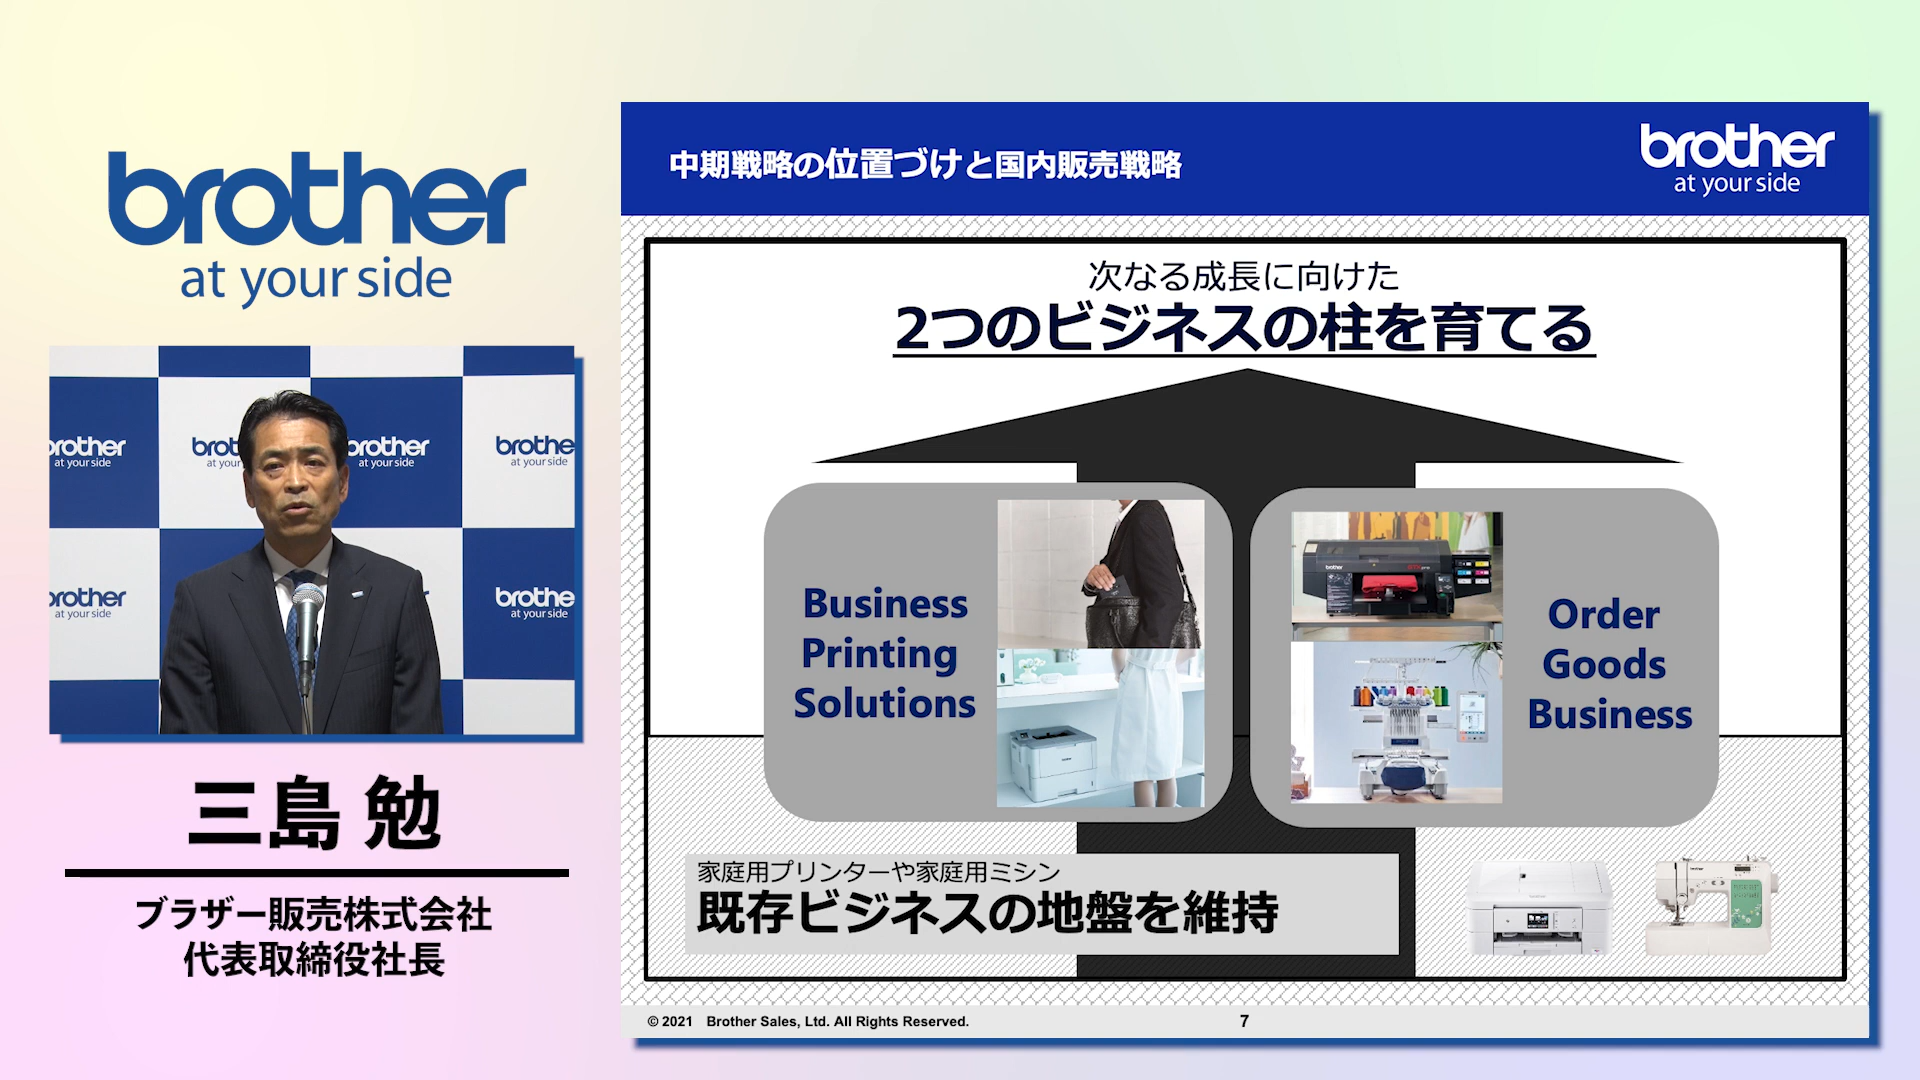 brother
at your side
brother
at your side
brot
at your
brother
at your side
brothe
at your side
brother
at your side
brothe
at your side
三島 勉
ブラザー販売株式会社
代表取締役社長
中期戦略の位置づけと国内販売戦略
brother
at your side
次なる成長に向けた
2つのビジネスの柱を育てる
Business
Printing
Solutions
Order
Goods
Business
brother
家庭用プリンターや家庭用ミシン
既存ビジネスの地盤を維持
© 2021 Brother Sales, Ltd. All Rights Reserved.
7